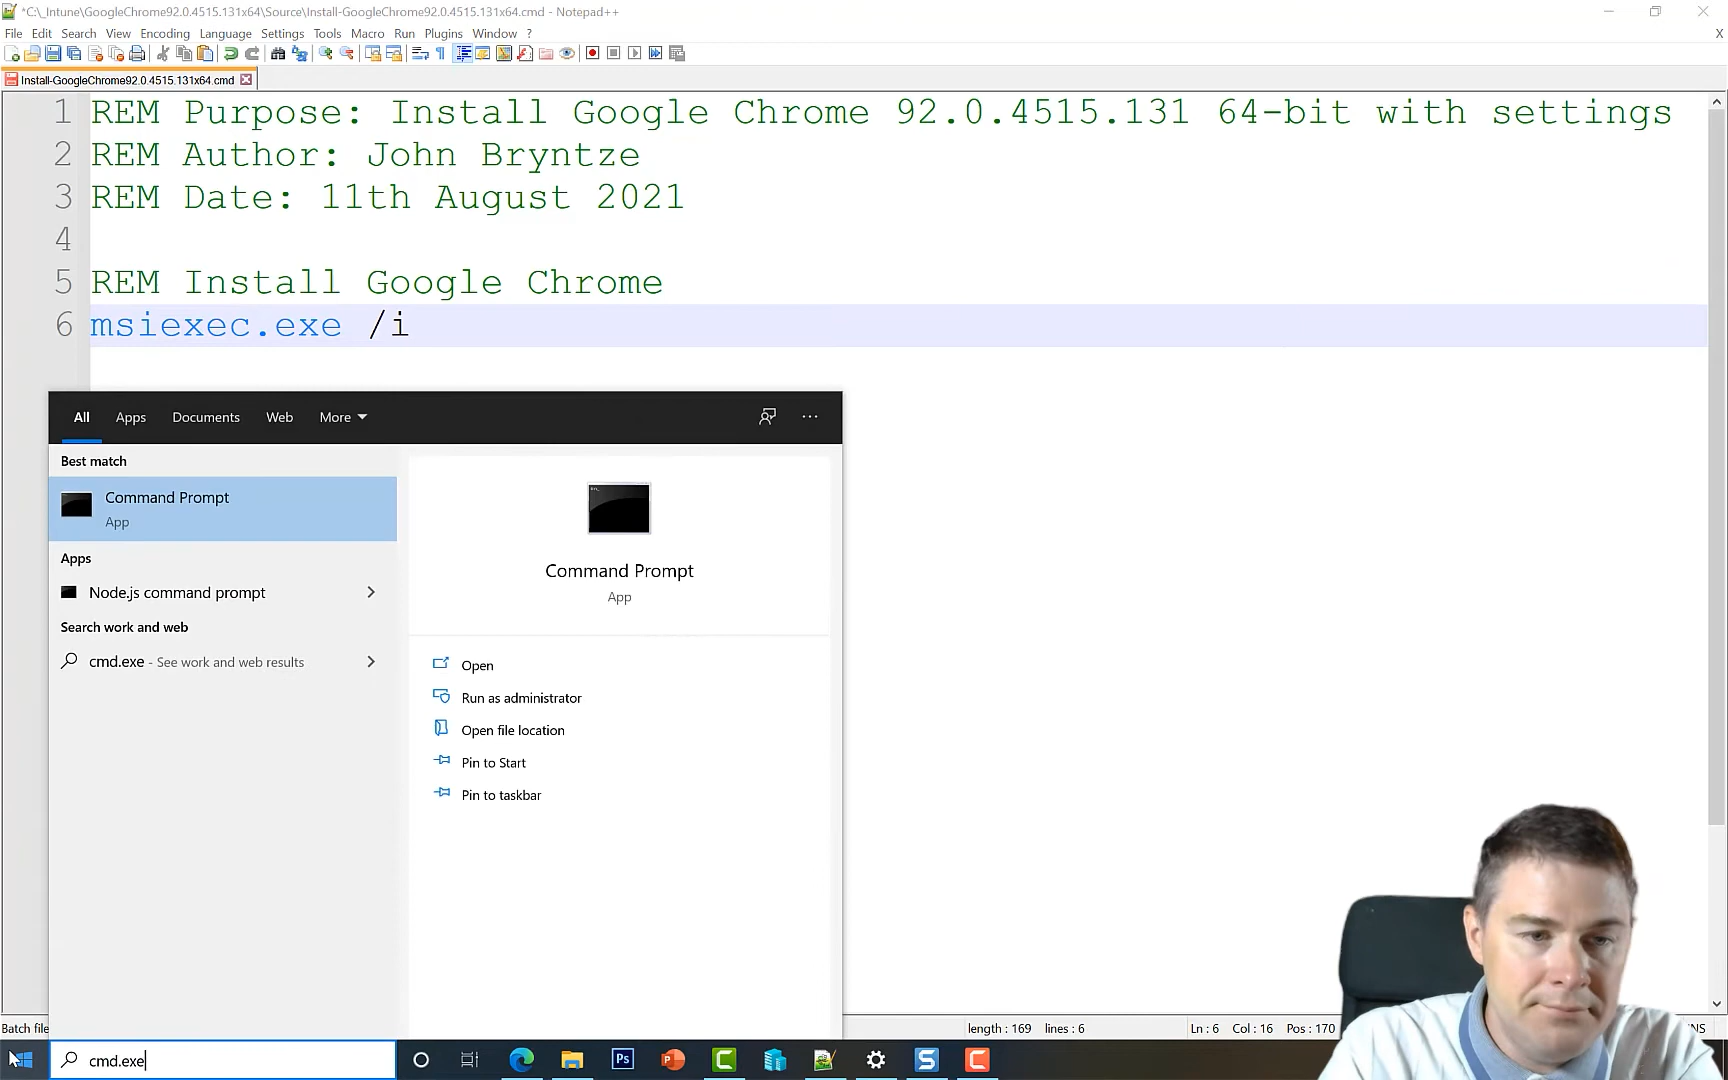 *C:\_Intune\GoogleChrome92.0.4515.131x64\Source\Install-GoogleChrome92.0.4515.131x64.cmd - Notepad++
File Edit Search View Encoding Language Settings Tools Macro Run Plugins Window ? X
Install-GoogleChrome92.0.4515.131x64.cmd
1 REM Purpose: Install Google Chrome 92.0.4515.131 64-bit with settings
2 REM Author: John Bryntze
3 REM Date: 11th August 2021
4
5 REM Install Google Chrome
6 msiexec.exe /i
All Apps Documents Web More
Best match
Command Prompt
App
Apps
Node.js command prompt
Search work and web
cmd.exe - See work and web results
Command Prompt
App
Open
Run as administrator
Open file location
Pin to Start
Pin to taskbar
Batch file length : 169 lines : 6 Ln : 6 Col : 16 Pos : 170 INS
cmd.exe Ps